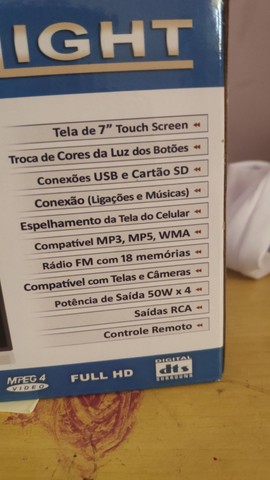 IGHT
Tela de 7" Touch Screen
Troca de Cores da Luz dos Botões
Conexões USB e Cartão SD
Conexão (Ligações e Músicas)
Espelhamento da Tela do Celular
Compatível MP3, MP5, WMA
Rádio FM com 18 memórias
Compatível com Telas e Câmeras
Potência de Saída 50W x 4
Saídas RCA
Controle Remoto
MPEG 4
VIDEO
FULL HD
DIGITAL
dts
SURROUND